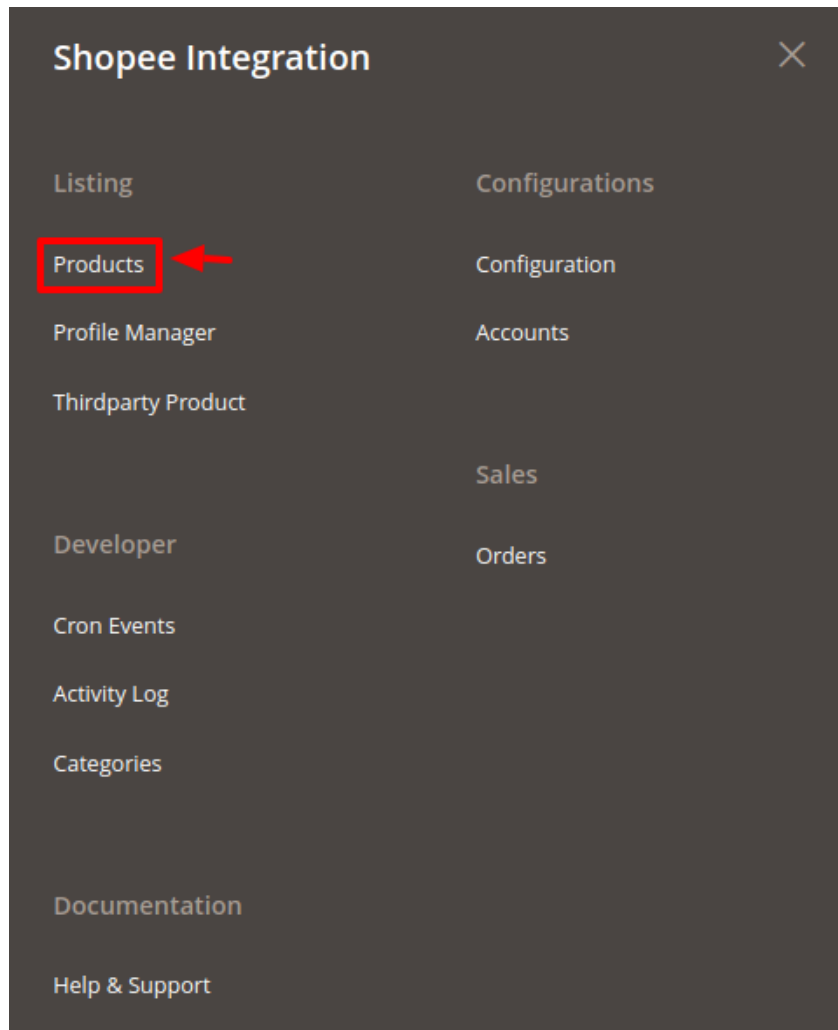 Shopee Integration
Listing
Products
Profile Manager
Thirdparty Product
Developer
Cron Events
Activity Log
Categories
Documentation
Help & Support
Configurations
Configuration
Accounts
Sales
Orders